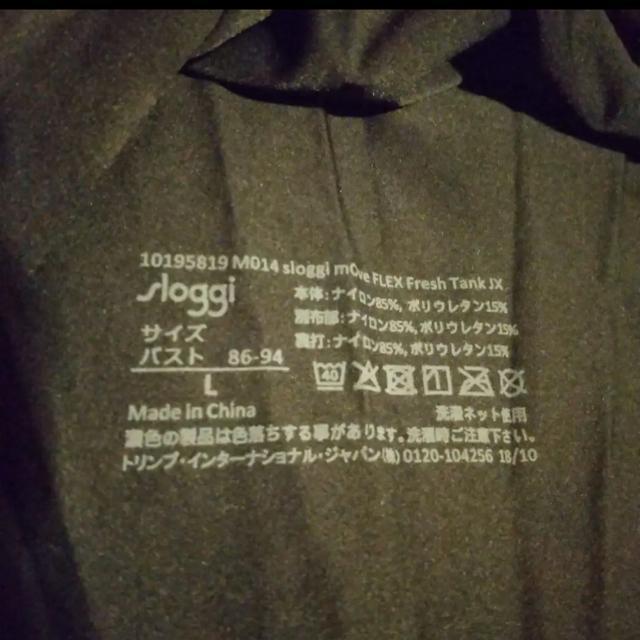 10195819 M014 sloggi mOve FLEX Fresh Tank JX
sloggi
本体: ナイロン85%, ポリウレタン15%
別布部: ナイロン85%, ポリウレタン15%
裏打: ナイロン85%, ポリウレタン15%
サイズ
バスト 86-94
L
40
Made in China
洗濯ネット使用
濃色の製品は色落ちする事があります。洗濯時ご注意下さい。
トリンプ・インターナショナル・ジャパン(株) 0120-104256 18/10